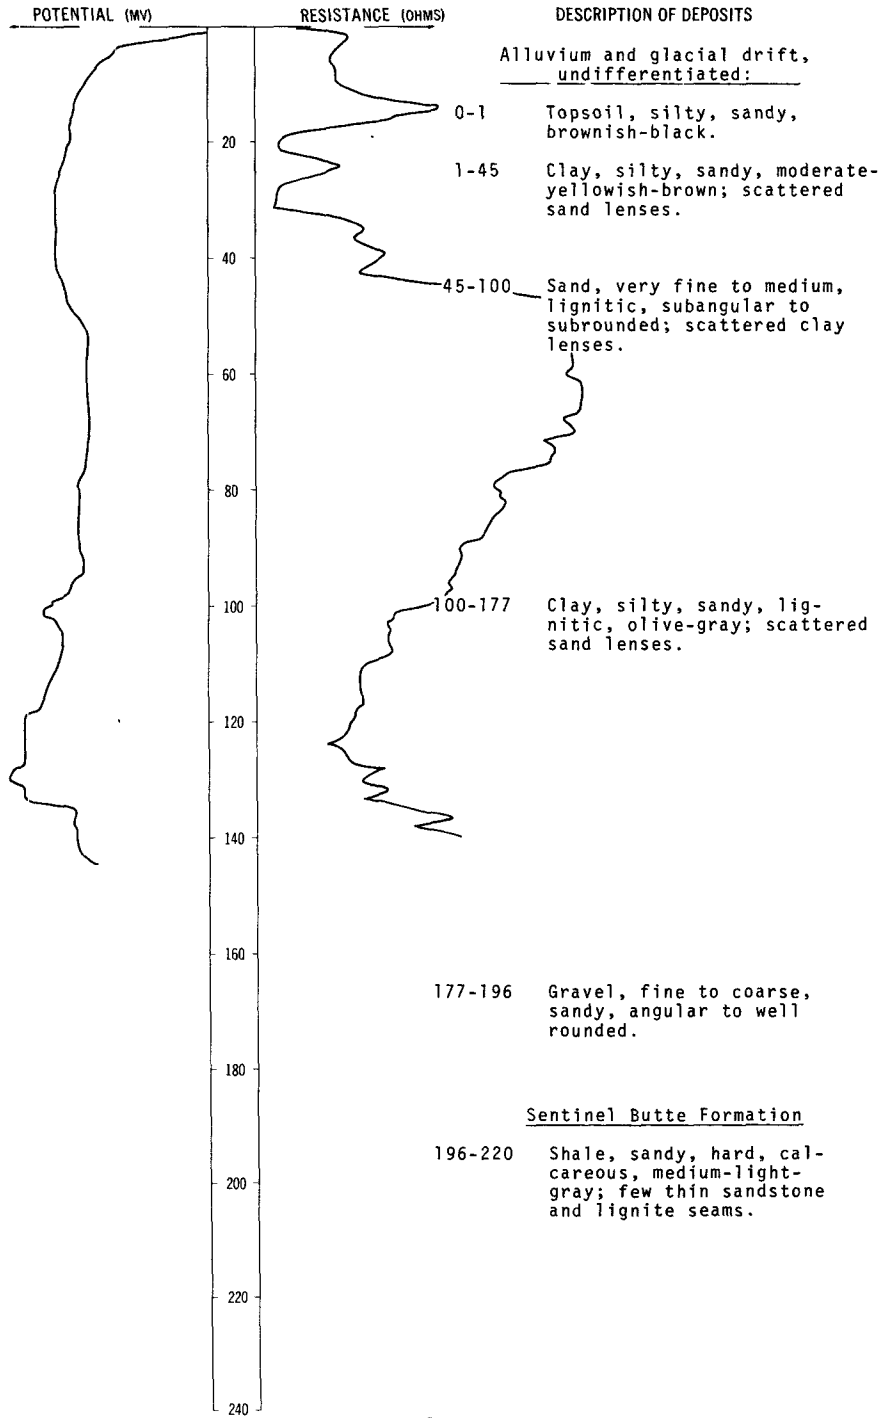 POTENTIAL (MV)
RESISTANCE (OHMS)
DESCRIPTION OF DEPOSITS
Alluvium and glacial drift,
undifferentiated:
0-1 Topsoil, silty, sandy,
brownish-black.
1-45 Clay, silty, sandy, moderate-
yellowish-brown; scattered
sand lenses.
45-100 Sand, very fine to medium,
lignitic, subangular to
subrounded; scattered clay
lenses.
100-177 Clay, silty, sandy, lig-
nitic, olive-gray; scattered
sand lenses.
177-196 Gravel, fine to coarse,
sandy, angular to well
rounded.
Sentinel Butte Formation
196-220 Shale, sandy, hard, cal-
careous, medium-light-
gray; few thin sandstone
and lignite seams.
20
40
60
80
100
120
140
160
180
200
220
240